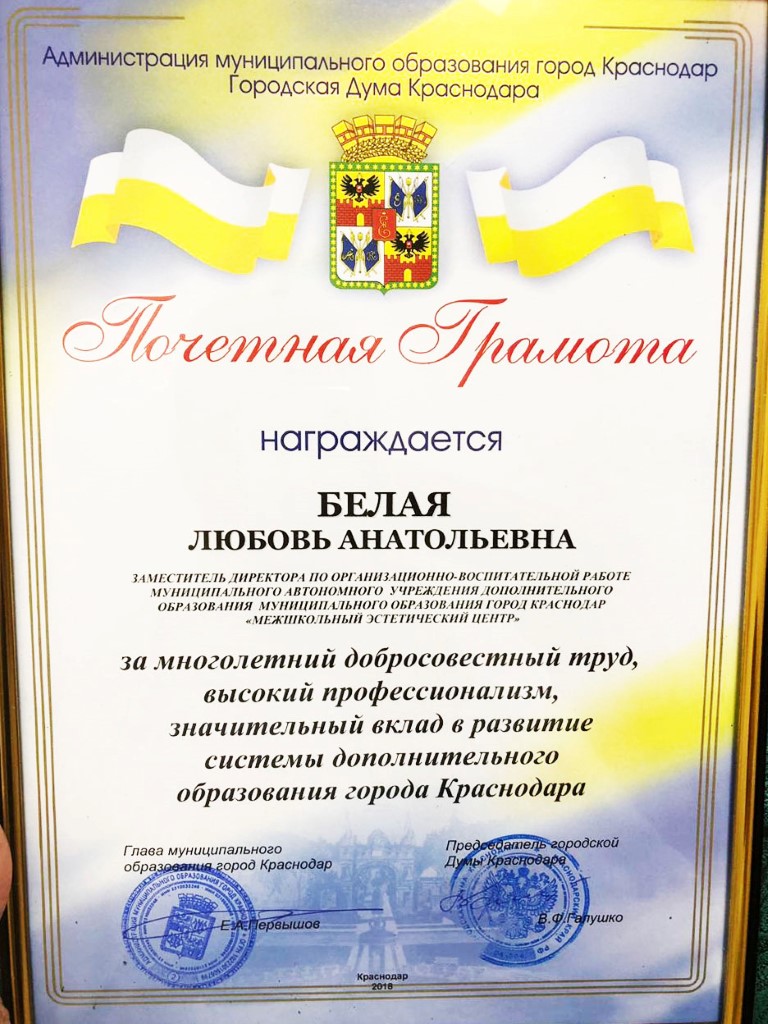 Администрация муниципального образования город Краснодар
Городская Дума Краснодара
Почетная Грамота
награждается
БЕЛАЯ
ЛЮБОВЬ АНАТОЛЬЕВНА
ЗАМЕСТИТЕЛЬ ДИРЕКТОРА ПО ОРГАНИЗАЦИОННО-ВОСПИТАТЕЛЬНОЙ РАБОТЕ
МУНИЦИПАЛЬНОГО АВТОНОМНОГО УЧРЕЖДЕНИЯ ДОПОЛНИТЕЛЬНОГО
ОБРАЗОВАНИЯ МУНИЦИПАЛЬНОГО ОБРАЗОВАНИЯ ГОРОД КРАСНОДАР
«МЕЖШКОЛЬНЫЙ ЭСТЕТИЧЕСКИЙ ЦЕНТР»
за многолетний добросовестный труд,
высокий профессионализм,
значительный вклад в развитие
системы дополнительного
образования города Краснодара
Глава муниципального
образования город Краснодар
Е.А.Первышов
Председатель городской
Думы Краснодара
В.Ф.Галушко
Краснодар
2018